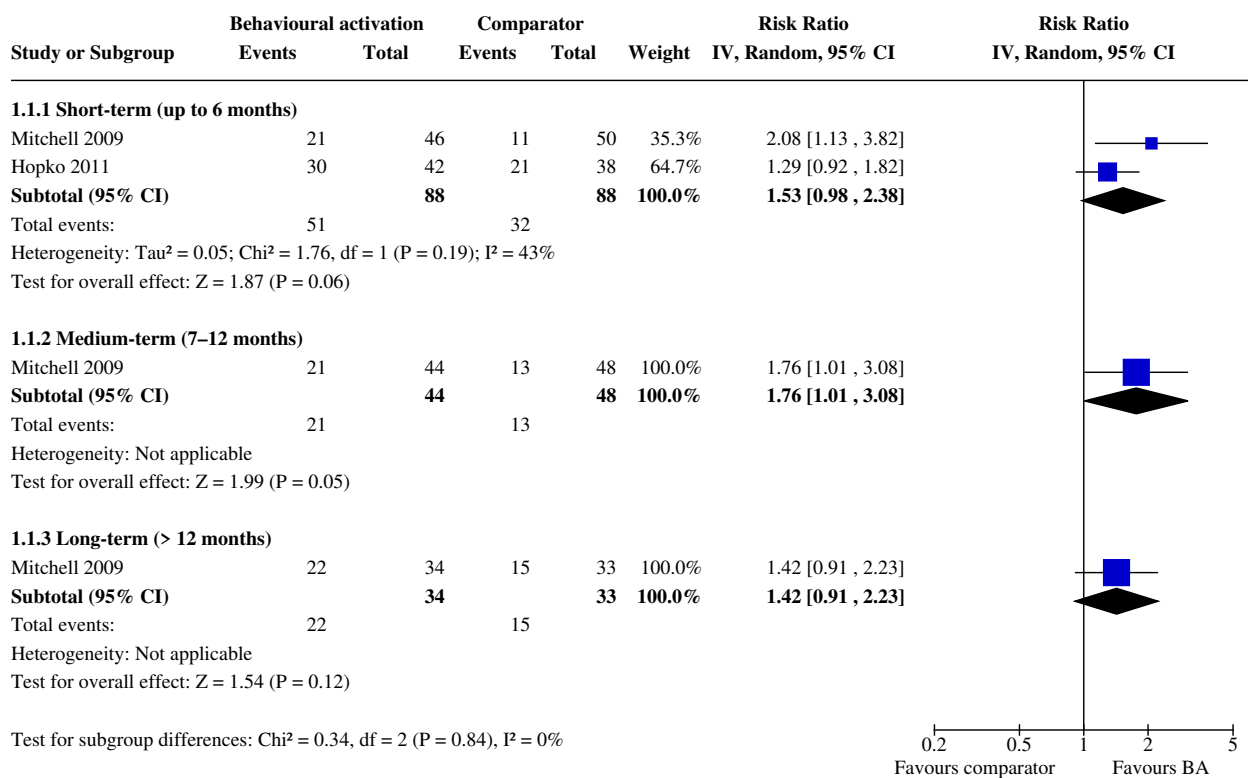 Behavioural activation Comparator Risk Ratio Risk Ratio
Study or Subgroup Events Total Events Total Weight IV, Random, 95% CI IV, Random, 95% CI
1.1.1 Short-term (up to 6 months)
Mitchell 2009 21 46 11 50 35.3% 2.08 [1.13 , 3.82]
Hopko 2011 30 42 21 38 64.7% 1.29 [0.92 , 1.82]
Subtotal (95% CI) 88 88 100.0% 1.53 [0.98 , 2.38]
Total events: 51 32
Heterogeneity: Tau² = 0.05; Chi² = 1.76, df = 1 (P = 0.19); I² = 43%
Test for overall effect: Z = 1.87 (P = 0.06)
1.1.2 Medium-term (7–12 months)
Mitchell 2009 21 44 13 48 100.0% 1.76 [1.01 , 3.08]
Subtotal (95% CI) 44 48 100.0% 1.76 [1.01 , 3.08]
Total events: 21 13
Heterogeneity: Not applicable
Test for overall effect: Z = 1.99 (P = 0.05)
1.1.3 Long-term (> 12 months)
Mitchell 2009 22 34 15 33 100.0% 1.42 [0.91 , 2.23]
Subtotal (95% CI) 34 33 100.0% 1.42 [0.91 , 2.23]
Total events: 22 15
Heterogeneity: Not applicable
Test for overall effect: Z = 1.54 (P = 0.12)
Test for subgroup differences: Chi² = 0.34, df = 2 (P = 0.84), I² = 0%
0.2 0.5 1 2 5
Favours comparator Favours BA